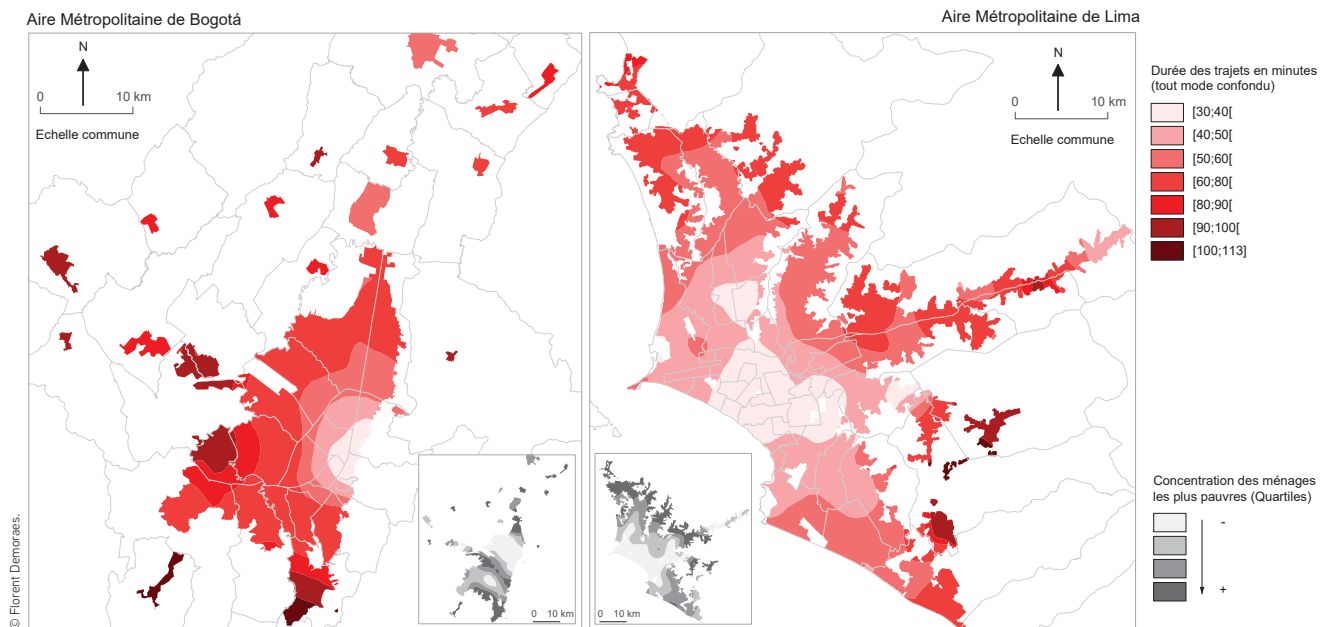 Aire Métropolitaine de Bogotá
N
0 10 km
Echelle commune
0 10 km
© Florent Demoraes.
Aire Métropolitaine de Lima
N
0 10 km
Echelle commune
0 10 km
Durée des trajets en minutes
(tout mode confondu)
[30;40[
[40;50[
[50;60[
[60;80[
[80;90[
[90;100[
[100;113]
Concentration des ménages
les plus pauvres (Quartiles)
-
+